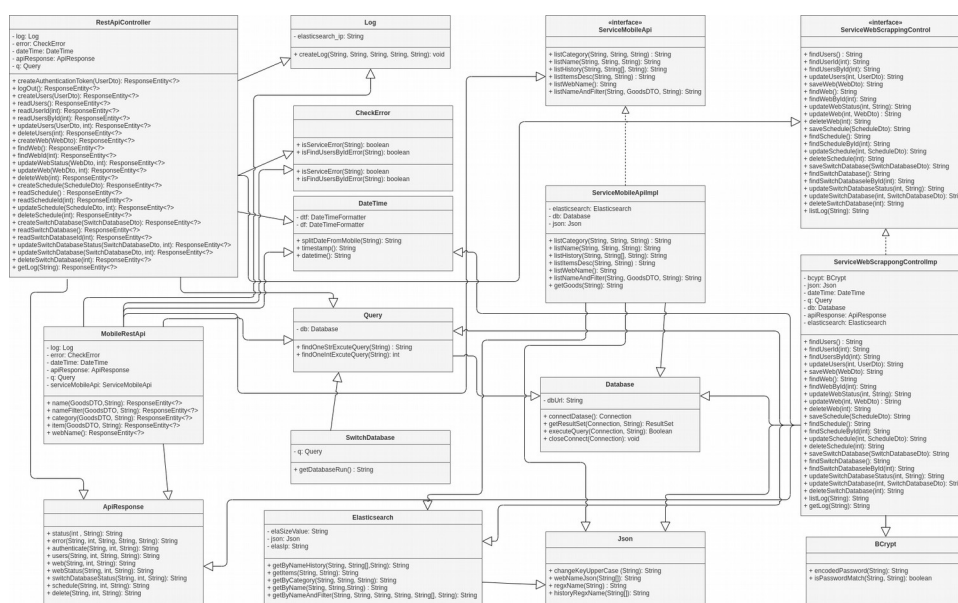 RestApiController
- log: Log
- error: CheckError
- dateTime: DateTime
- apiResponse: ApiResponse
- q: Query
+ createAuthenticationToken(UserDto): ResponseEntity<?>
+ logOut(): ResponseEntity<?>
+ createUsers(UserDto): ResponseEntity<?>
+ readUsers(): ResponseEntity<?>
+ readUserId(int): ResponseEntity<?>
+ readUsersById(int): ResponseEntity<?>
+ updateUsers(UserDto, int): ResponseEntity<?>
+ deleteUsers(int): ResponseEntity<?>
+ createWeb(WebDto): ResponseEntity<?>
+ findWeb(): ResponseEntity<?>
+ findWebId(int): ResponseEntity<?>
+ updateWebStatus(WebDto, int): ResponseEntity<?>
+ updateWeb(WebDto, int): ResponseEntity<?>
+ deleteWeb(int): ResponseEntity<?>
+ createSchedule(ScheduleDto): ResponseEntity<?>
+ readSchedule() : ResponseEntity<?>
+ readScheduleId(int): ResponseEntity<?>
+ updateSchedule(ScheduleDto, int): ResponseEntity<?>
+ deleteSchedule(int): ResponseEntity<?>
+ createSwitchDatabase(SwitchDatabaseDto): ResponseEntity<?>
+ readSwitchDatabase(): ResponseEntity<?>
+ readSwitchDatabaseId(int): ResponseEntity<?>
+ updateSwitchDatabaseStatus(SwitchDatabaseDto, int): ResponseEntity<?>
+ updateSwitchDatabase(SwitchDatabaseDto, int): ResponseEntity<?>
+ deleteSwitchDatabase(int): ResponseEntity<?>
+ getLog(String): ResponseEntity<?>
Log
- elasticsearch_ip: String
+ createLog(String, String, String, String, String): void
CheckError
+ isServiceError(String): boolean
+ isFindUsersByIdError(String): boolean
+ isServiceError(String): boolean
+ isFindUsersByIdError(String): boolean
DateTime
- dtf: DateTimeFormatter
- df: DateTimeFormatter
+ splitDateFromMobile(String): String
+ timestamp(): String
+ datetime(): String
Query
- db: Database
+ findOneStrExcuteQuery(String) : String
+ findOneIntExcuteQuery(String): int
SwitchDatabase
- q: Query
+ getDatabaseRun() : String
MobileRestApi
- log: Log
- error: CheckError
- dateTime: DateTime
- apiResponse: ApiResponse
- q: Query
- serviceMobileApi: ServiceMobileApi
+ name(GoodsDTO,String): ResponseEntity<?>
+ nameFilter(GoodsDTO,String): ResponseEntity<?>
+ category(GoodsDTO, String): ResponseEntity<?>
+ item(GoodsDTO, String): ResponseEntity<?>
+ webName(): ResponseEntity<?>
ApiResponse
+ status(int , String): String
+ error(String, int, String, String, String): String
+ authenticate(String, int, String): String
+ users(String, int, String, String): String
+ web(String, int, String): String
+ webStatus(String, int, String): String
+ switchDatabaseStatus(String, int, String): String
+ schedule(String, int, String): String
+ delete(String, int, String): String
Elasticsearch
- elaSizeValue: String
- json: Json
- elasIp: String
+ getByNameHistory(String, String[],String): String
+ getItems(String, String): String
+ getByCategory(String, String, String): String
+ getByName(String, String,String) : String
+ getByNameAndFilter(String, String, String, String, String[], String): String
«interface»
ServiceMobileApi
+ listCategory(String, String, String) : String
+ listName(String, String, String): String
+ listHistory(String, String[], String): String
+ listItemsDesc(String, String) : String
+ listWebName(): String
+ listNameAndFilter(String, GoodsDTO, String): String
ServiceMobileApiImpl
- elasticsearch: Elasticsearch
- db: Database
- json: Json
+ listCategory(String, String, String): String
+ listName(String, String, String): String
+ listHistory(String, String[], String): String
+ listItemsDesc(String, String) : String
+ listWebName(): String
+ listNameAndFilter(String, GoodsDTO, String): String
+ getGoods(String): String
Database
- dbUrl: String
+ connectDatase(): Connection
+ getResultSet(Connection, String): ResultSet
+ executeQuery(Connection, String): Boolean
+ closeConnect(Connection): void
Json
+ changeKeyUpperCase (String): String
+ webNameJson(String[]): String
+ regxName(String) : String
+ historyRegxName(String[]): String
«interface»
ServiceWebScrappingControl
+ findUsers() : String
+ findUserId(int): String
+ findUsersById(int): String
+ updateUsers(int, UserDto): String
+ saveWeb(WebDto): String
+ findWeb(): String
+ findWebById(int): String
+ updateWebStatus(int, String): String
+ updateWeb(int, WebDto) : String
+ deleteWeb(int): String
+ saveSchedule(ScheduleDto): String
+ findSchedule(): String
+ findScheduleById(int): String
+ updateSchedule(int, ScheduleDto): String
+ deleteSchedule(int): String
+ saveSwitchDatabase(SwitchDatabaseDto): String
+ findSwitchDatabase(): String
+ findSwitchDatabaseleById(int): String
+ updateSwitchDatabaseStatus(int, String): String
+ updateSwitchDatabase(int, SwitchDatabaseDto): String
+ deleteSwitchDatabase(int): String
+ listLog(String): String
ServiceWebScrappongControlImp
- bcypt: BCrypt
- json: Json
- dateTime: DateTime
- q: Query
- db: Database
- apiResponse: ApiResponse
- elasticsearch: Elasticsearch
+ findUsers() : String
+ findUserId(int): String
+ findUsersById(int): String
+ updateUsers(int, UserDto): String
+ saveWeb(WebDto): String
+ findWeb(): String
+ findWebById(int): String
+ updateWebStatus(int, String): String
+ updateWeb(int, WebDto) : String
+ deleteWeb(int): String
+ saveSchedule(ScheduleDto): String
+ findSchedule(): String
+ findScheduleById(int): String
+ updateSchedule(int, ScheduleDto): String
+ deleteSchedule(int): String
+ saveSwitchDatabase(SwitchDatabaseDto): String
+ findSwitchDatabase(): String
+ findSwitchDatabaseleById(int): String
+ updateSwitchDatabaseStatus(int, String): String
+ updateSwitchDatabase(int, SwitchDatabaseDto): String
+ deleteSwitchDatabase(int): String
+ listLog(String): String
+ getLog(String): String
BCrypt
+ encodedPassword(String): String
+ isPasswordMatch(String, String): boolean